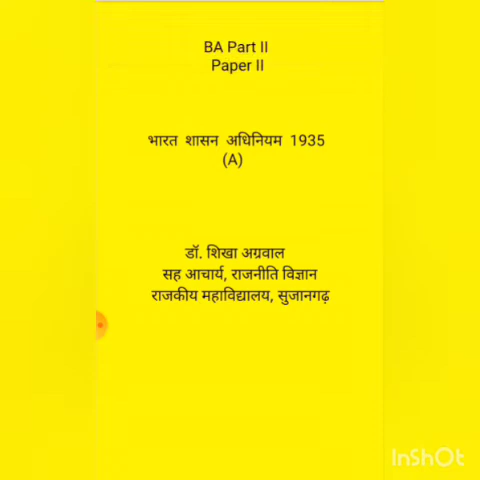 BA Part II
Paper II
भारत शासन अधिनियम 1935
(A)
डॉ. शिखा अग्रवाल
सह आचार्य, राजनीति विज्ञान
राजकीय महाविद्यालय, सुजानगढ़
InShOt